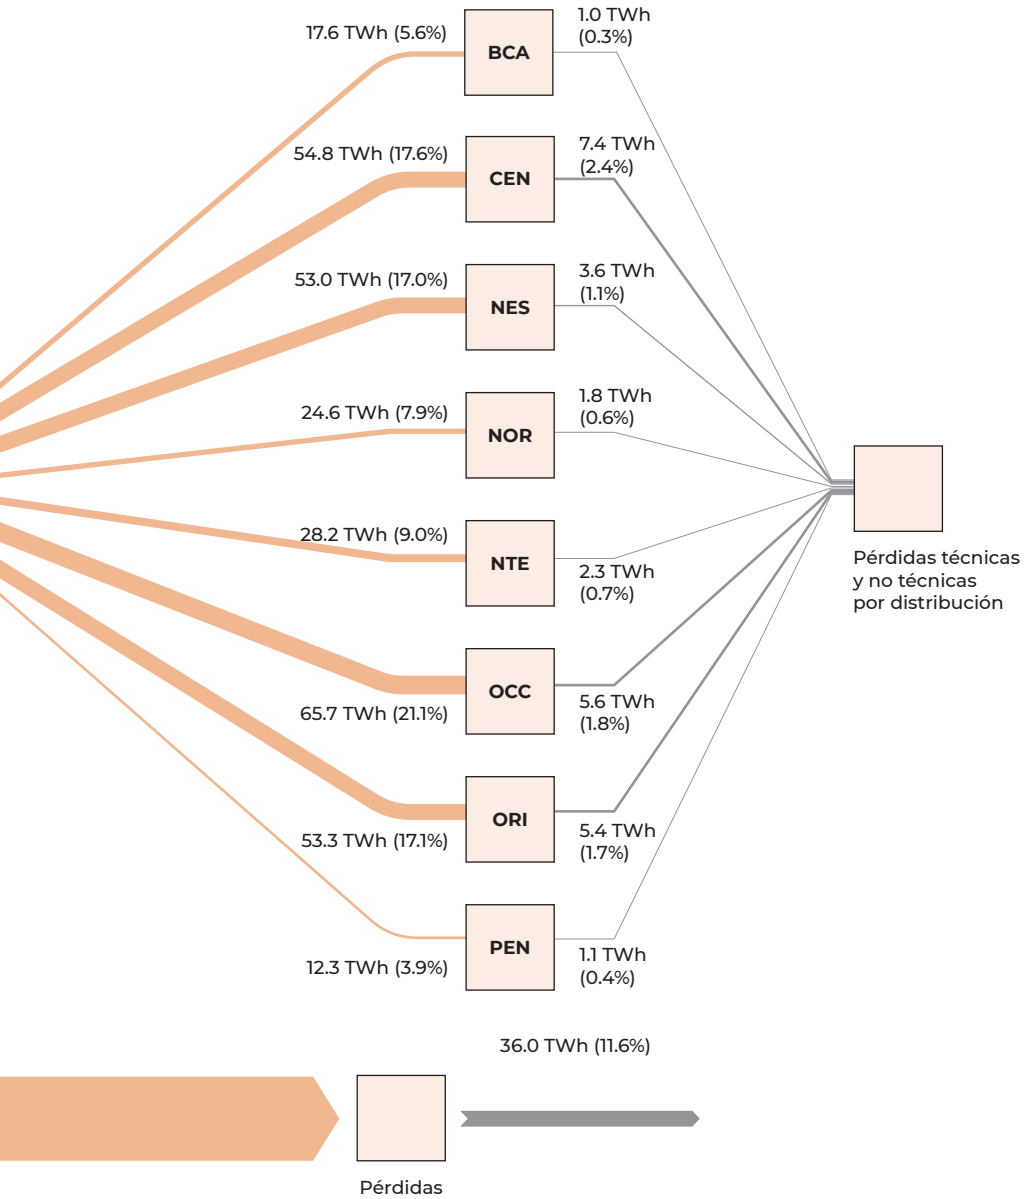 17.6 TWh (5.6%)
BCA
1.0 TWh
(0.3%)
54.8 TWh (17.6%)
CEN
7.4 TWh
(2.4%)
53.0 TWh (17.0%)
NES
3.6 TWh
(1.1%)
24.6 TWh (7.9%)
NOR
1.8 TWh
(0.6%)
28.2 TWh (9.0%)
NTE
2.3 TWh
(0.7%)
Pérdidas técnicas
y no técnicas
por distribución
65.7 TWh (21.1%)
OCC
5.6 TWh
(1.8%)
53.3 TWh (17.1%)
ORI
5.4 TWh
(1.7%)
12.3 TWh (3.9%)
PEN
1.1 TWh
(0.4%)
36.0 TWh (11.6%)
Pérdidas